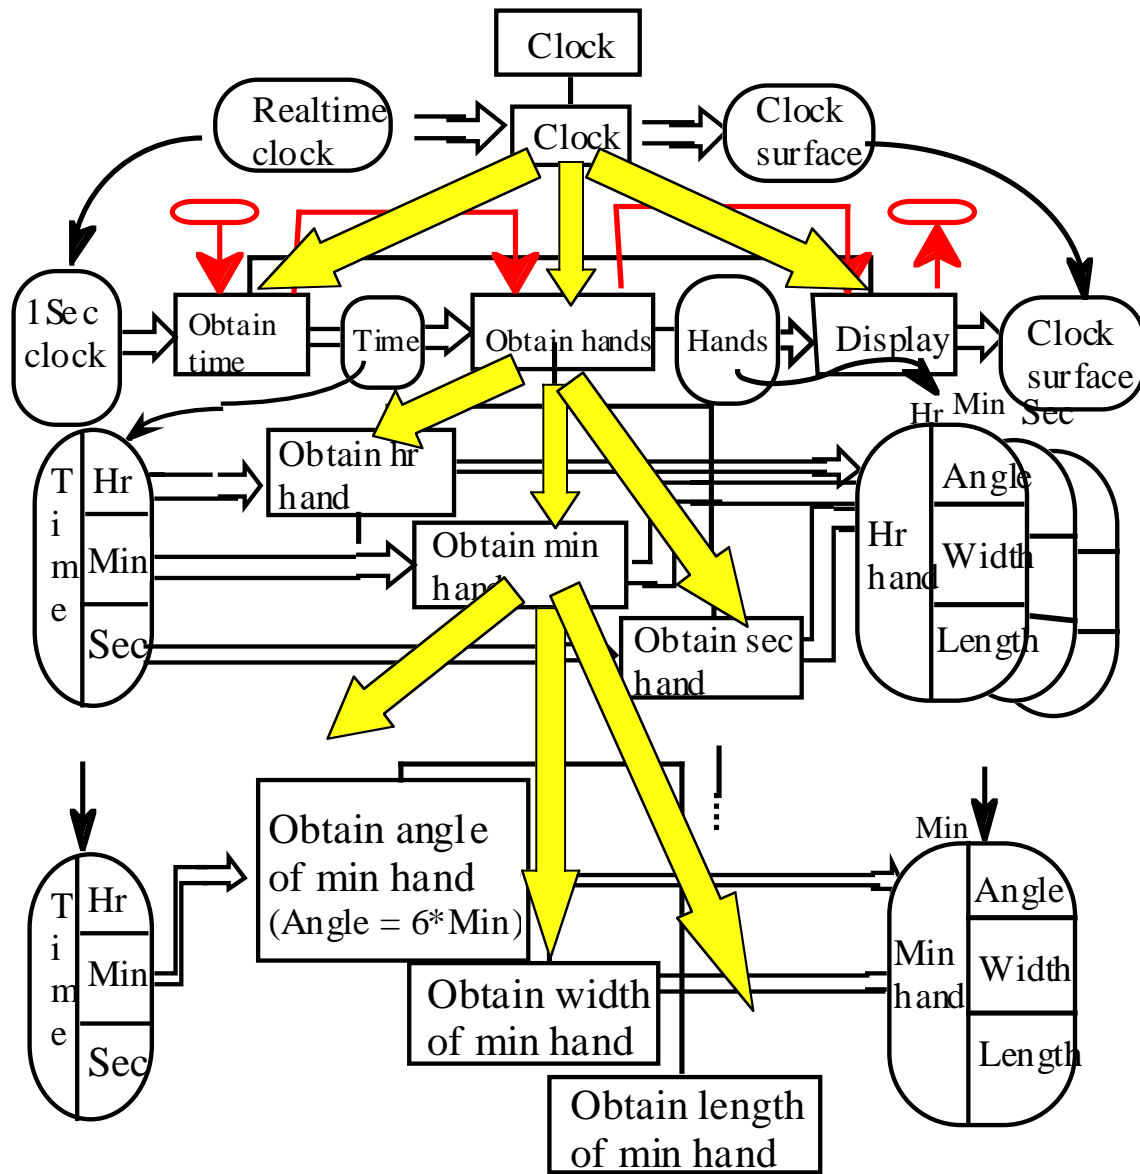 Clock
Realtime
clock
Clock
Clock
surface
1Sec
clock
Obtain
time
Time
Obtain hands
Hands
Display
Clock
surface
Hr Min Sec
T
i
m
e
Hr
Min
Sec
Obtain hr
hand
Obtain min
hand
Obtain sec
hand
Hr
hand
Angle
Width
Length
T
i
m
e
Hr
Min
Sec
Obtain angle
of min hand
(Angle = 6*Min)
Obtain width
of min hand
Obtain length
of min hand
Min
Min
hand
Angle
Width
Length